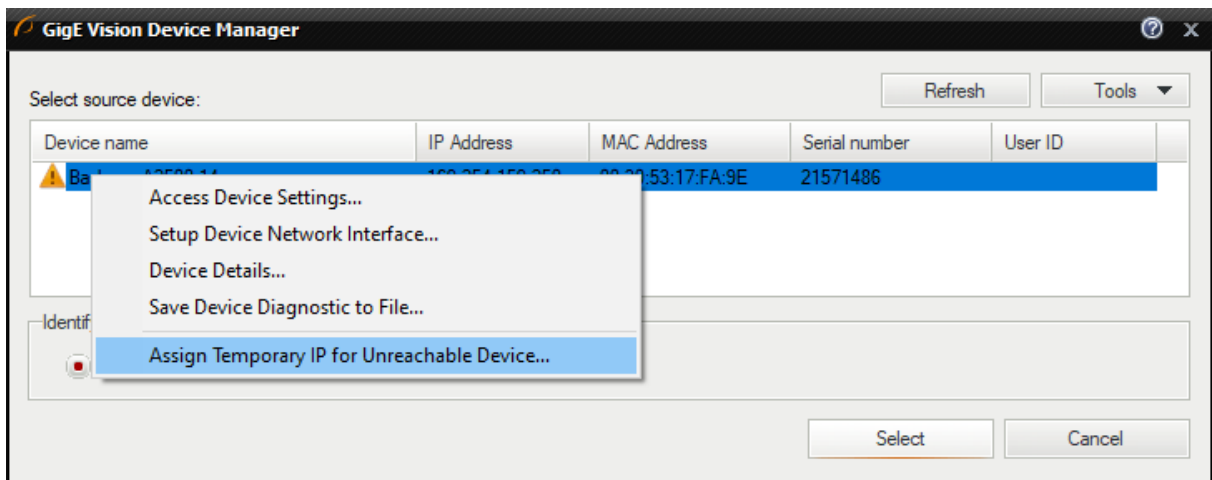 GigE Vision Device Manager
Select source device:
Refresh
Tools
Device name IP Address MAC Address Serial number User ID
:53:17:FA:9E 21571486
Access Device Settings...
Setup Device Network Interface...
Device Details...
Save Device Diagnostic to File...
Assign Temporary IP for Unreachable Device...
Select
Cancel